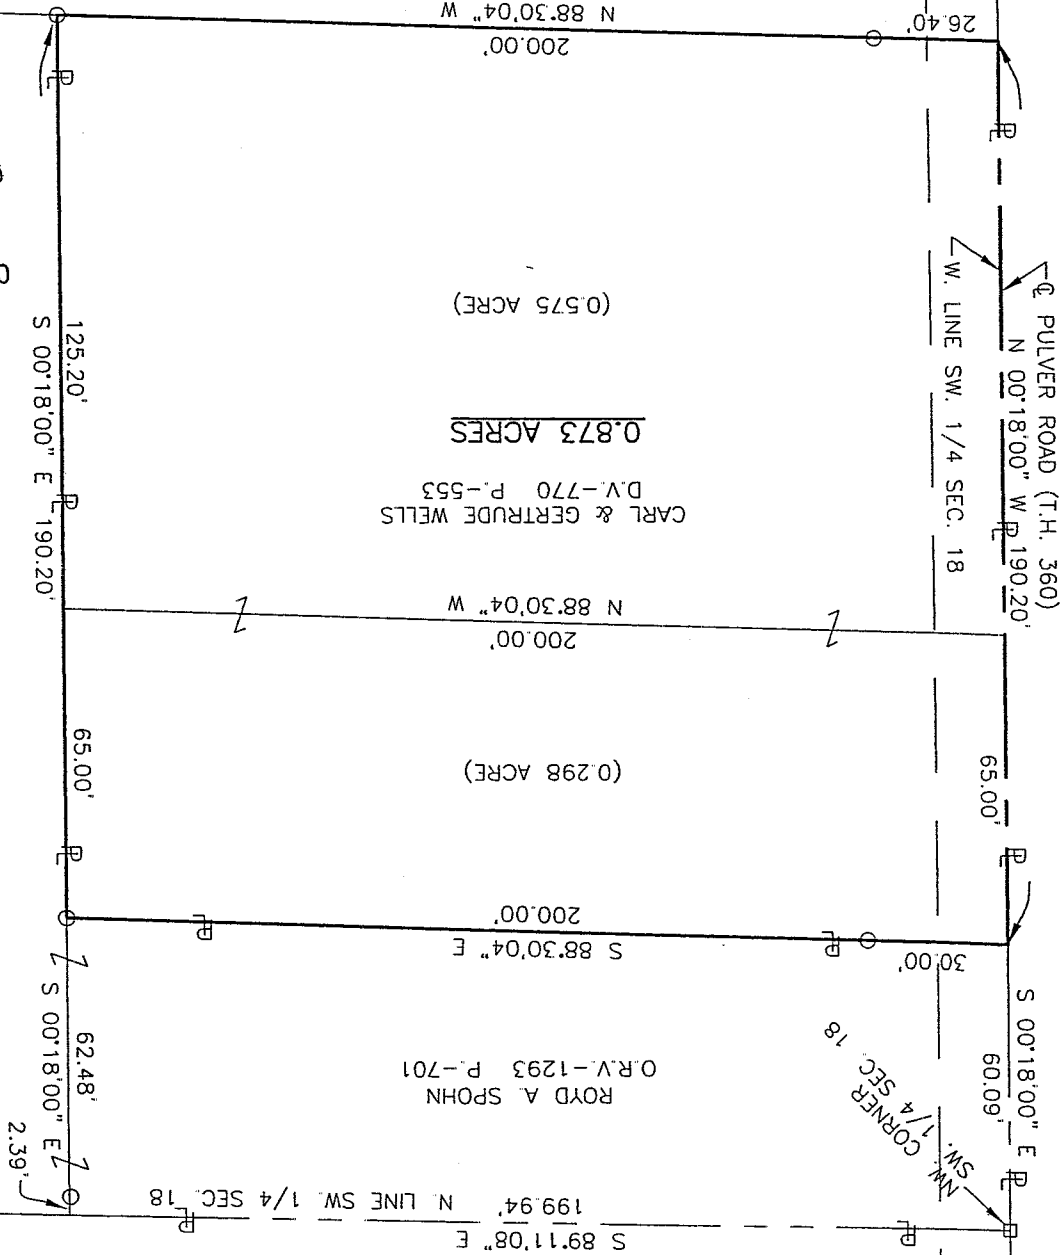 S 89°11'08" E
199.94' N. LINE SW. 1/4 SEC. 18
2.39'
NW. CORNER
SW. 1/4 SEC. 18
S 00°18'00" E
60.09'
ROYD A. SPOHN
O.R.V.-1293 P.-701
62.48'
S 00°18'00" E
30.00'
S 88°30'04" E
200.00'
65.00'
(0.298 ACRE)
65.00'
200.00'
N 88°30'04" W
CARL & GERTRUDE WELLS
D.V.-770 P.-553
0.873 ACRES
(0.575 ACRE)
℄ PULVER ROAD (T.H. 360)
N 00°18'00" W 190.20'
W. LINE SW. 1/4 SEC. 18
125.20'
S 00°18'00" E 190.20'
26.40'
200.00'
N 88°30'04" W